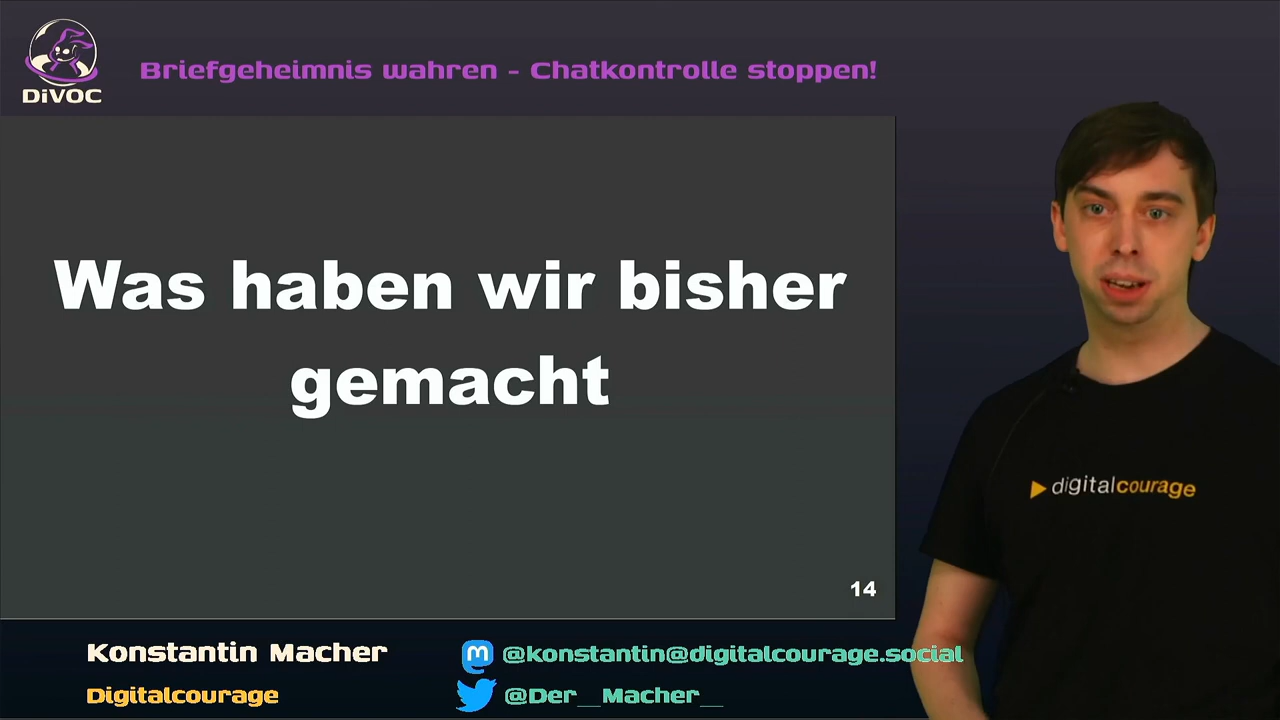 Briefgeheimnis wahren - Chatkontrolle stoppen!
DiVOC
Was haben wir bisher
gemacht
digitalcourage
14
Konstantin Macher
@konstantin@digitalcourage.social
Digitalcourage
@Der__Macher__